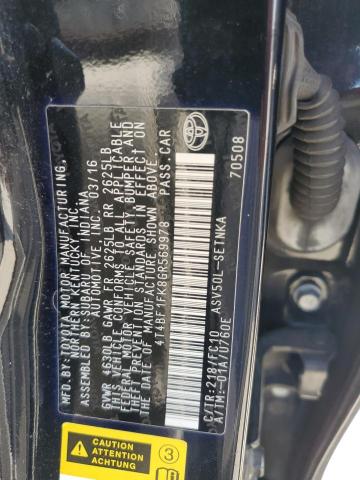 MFD. BY: TOYOTA MOTOR MANUFACTURING,
NORTHERN KENTUCKY, INC.
ASSEMBLED BY: SUBARU OF INDIANA
AUTOMOTIVE, INC. 03/16
GVWR 4630LB GAWR FR 2625LB RR 2625LB
THIS VEHICLE CONFORMS TO ALL APPLICABLE
FEDERAL MOTOR VEHICLE SAFETY, BUMPER, AND
THEFT PREVENTION STANDARDS IN EFFECT ON
THE DATE OF MANUFACTURE SHOWN ABOVE.
4T4BF1FK8GR569978 PASS.CAR
C/TR:218/FB10 ASV50L-SETNKA
A/TM:-01A/U760E
70508
CAUTION
ATTENTION
ACHTUNG
3